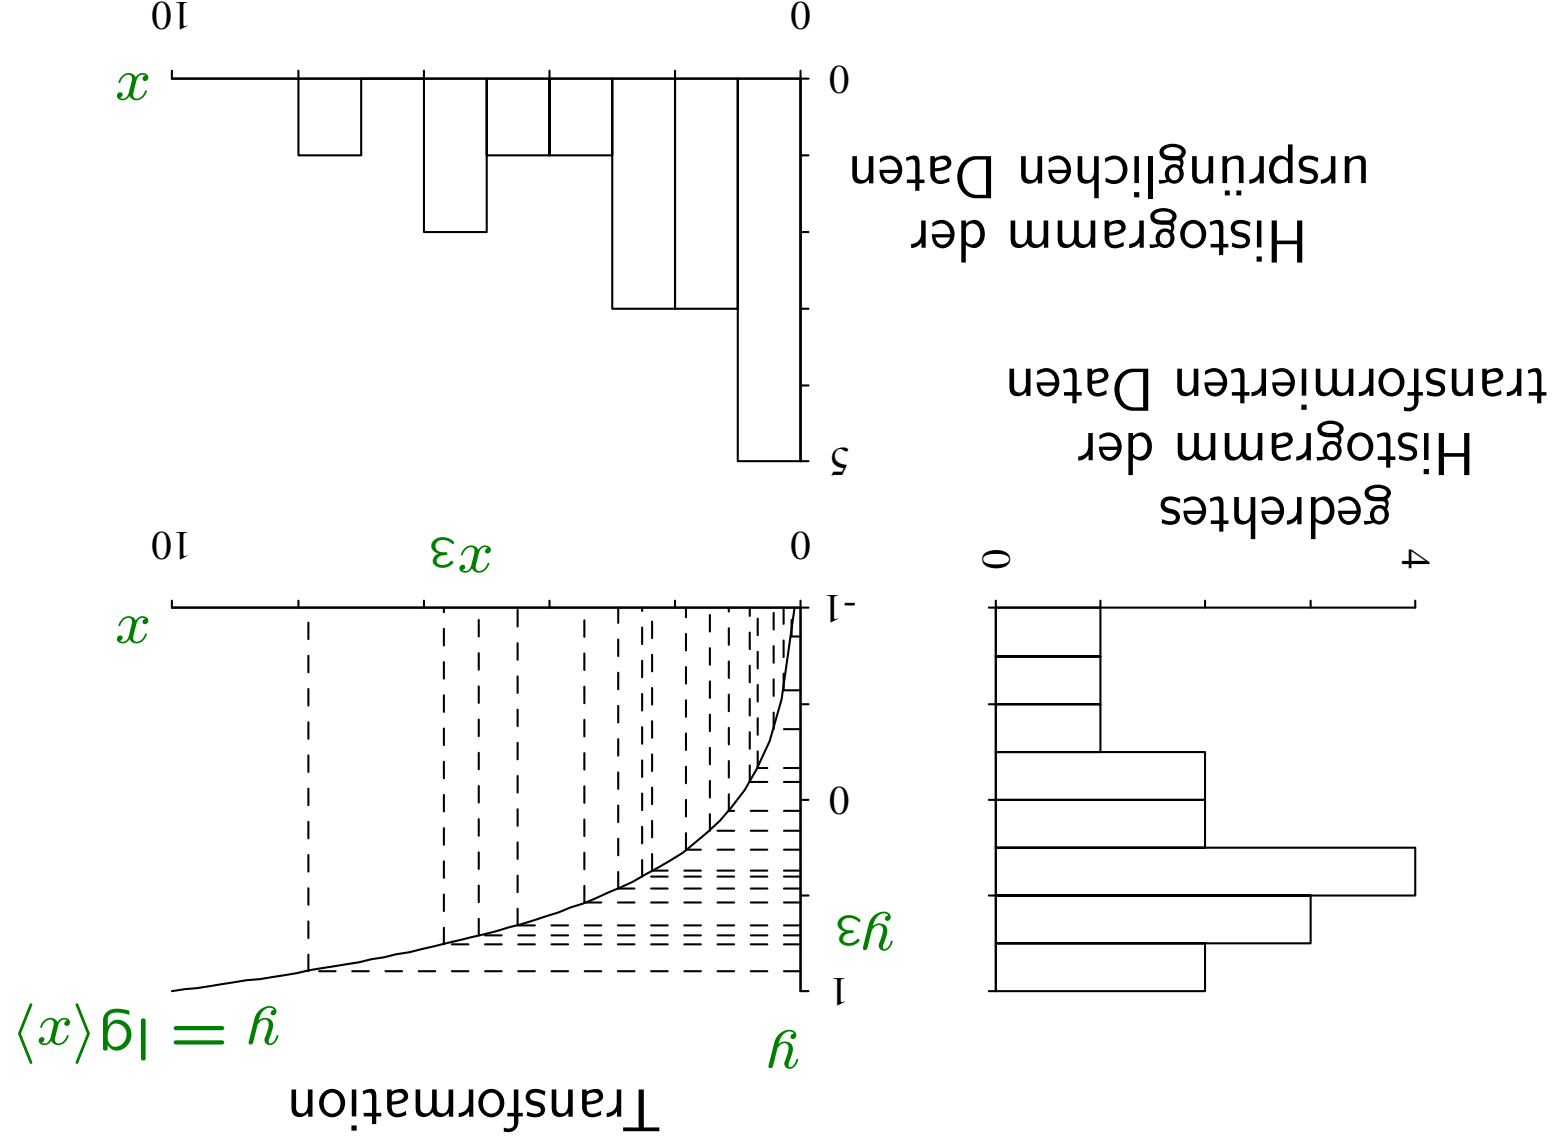 Transformation
y
y = lg⟨x⟩
1
y3
0
-1
x
4
0
0
x3
10
gedrehtes
Histogramm der
transformierten Daten
5
Histogramm der
ursprünglichen Daten
0
x
0
10